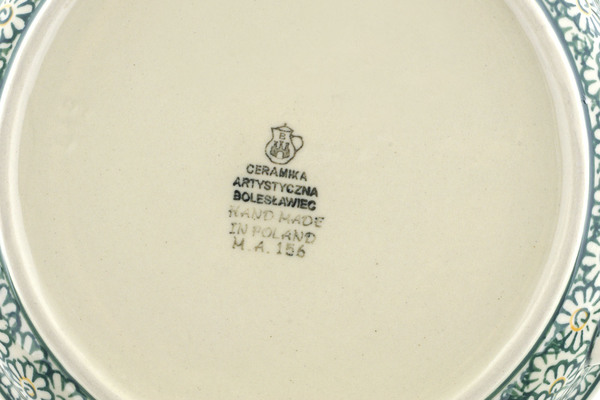 B
CERAMIKA
ARTYSTYCZNA
BOLESŁAWIEC
HAND MADE
IN POLAND
M.A. 156